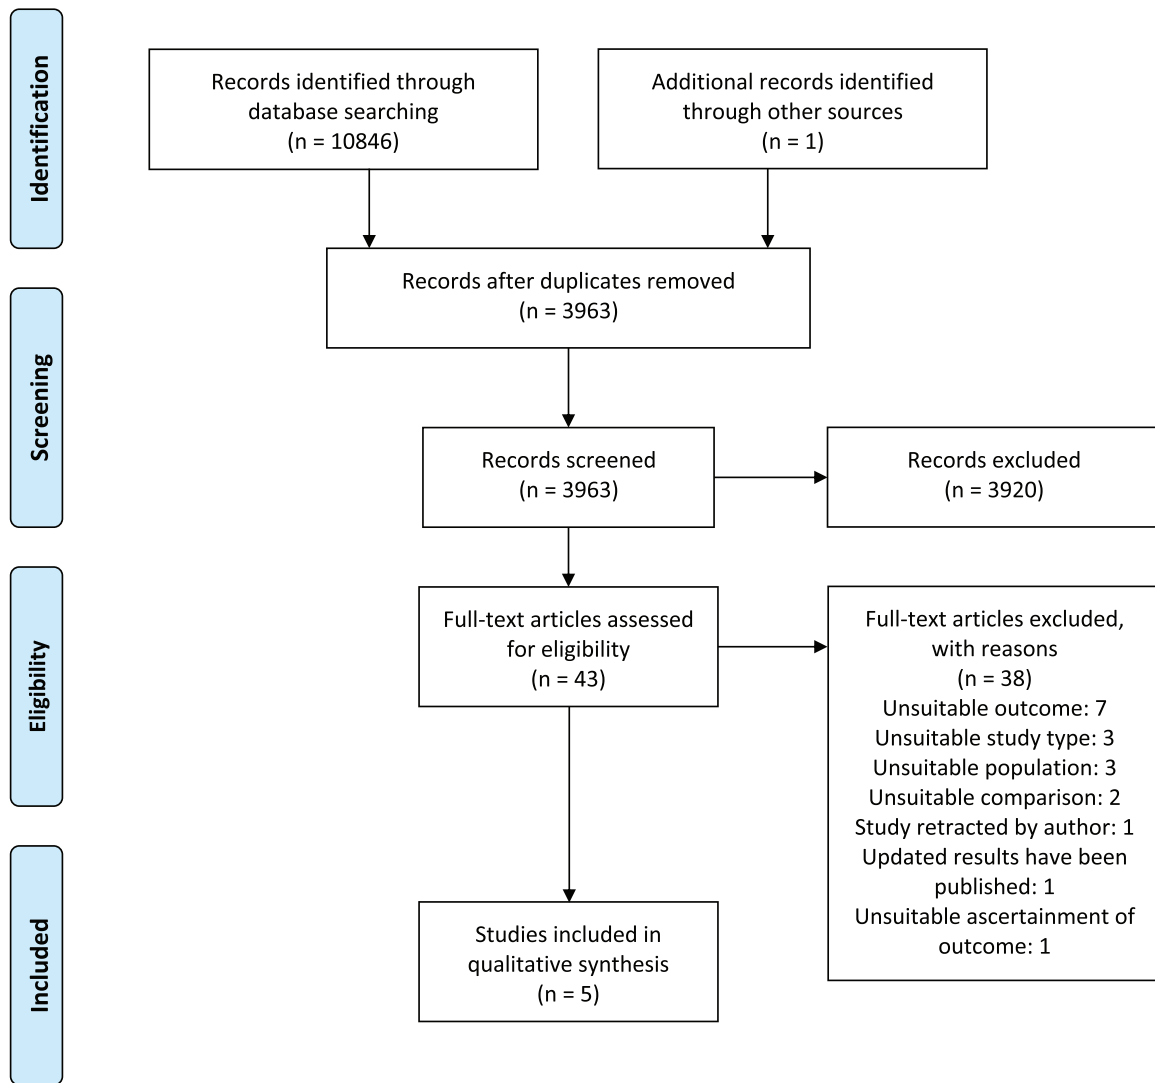 Identification
Records identified through
database searching
(n = 10846)
Additional records identified
through other sources
(n = 1)
Records after duplicates removed
(n = 3963)
Screening
Records screened
(n = 3963)
Records excluded
(n = 3920)
Eligibility
Full-text articles assessed
for eligibility
(n = 43)
Full-text articles excluded,
with reasons
(n = 38)
Unsuitable outcome: 7
Unsuitable study type: 3
Unsuitable population: 3
Unsuitable comparison: 2
Study retracted by author: 1
Updated results have been
published: 1
Unsuitable ascertainment of
outcome: 1
Included
Studies included in
qualitative synthesis
(n = 5)